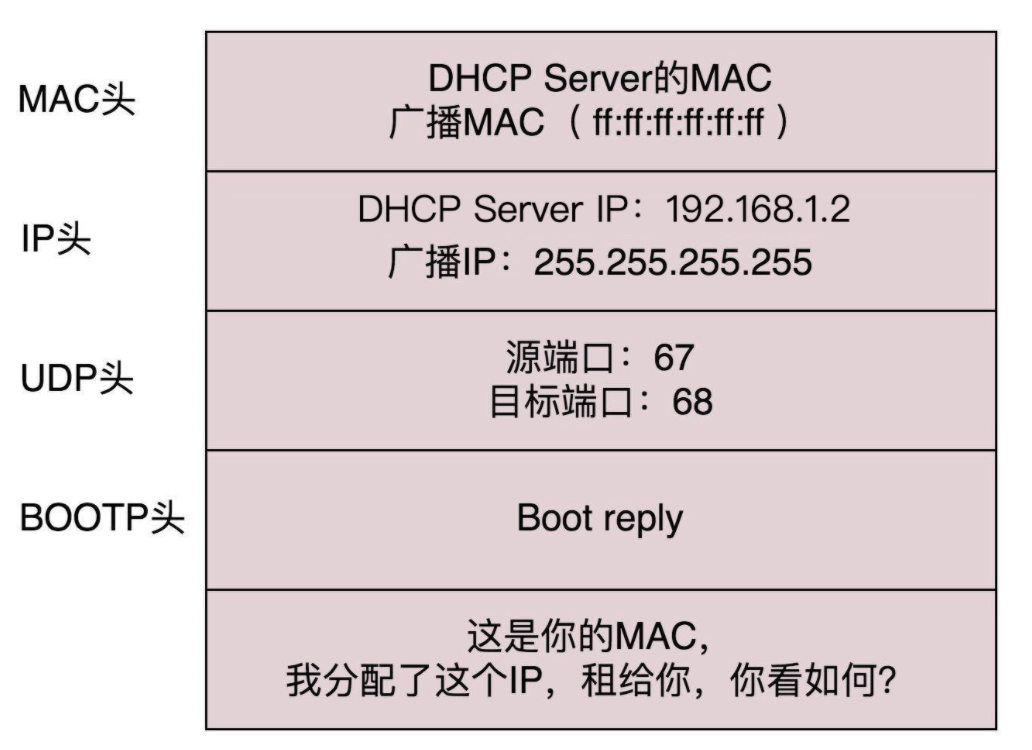 MAC头
DHCP Server的MAC
广播MAC（ff:ff:ff:ff:ff:ff）
IP头
DHCP Server IP：192.168.1.2
广播IP：255.255.255.255
UDP头
源端口：67
目标端口：68
BOOTP头
Boot reply
这是你的MAC，
我分配了这个IP，租给你，你看如何？